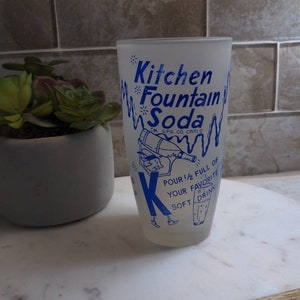 Kitchen
Fountain
Soda
K
POUR 1/2 FULL OF
YOUR FAVORITE
SOFT DRINK